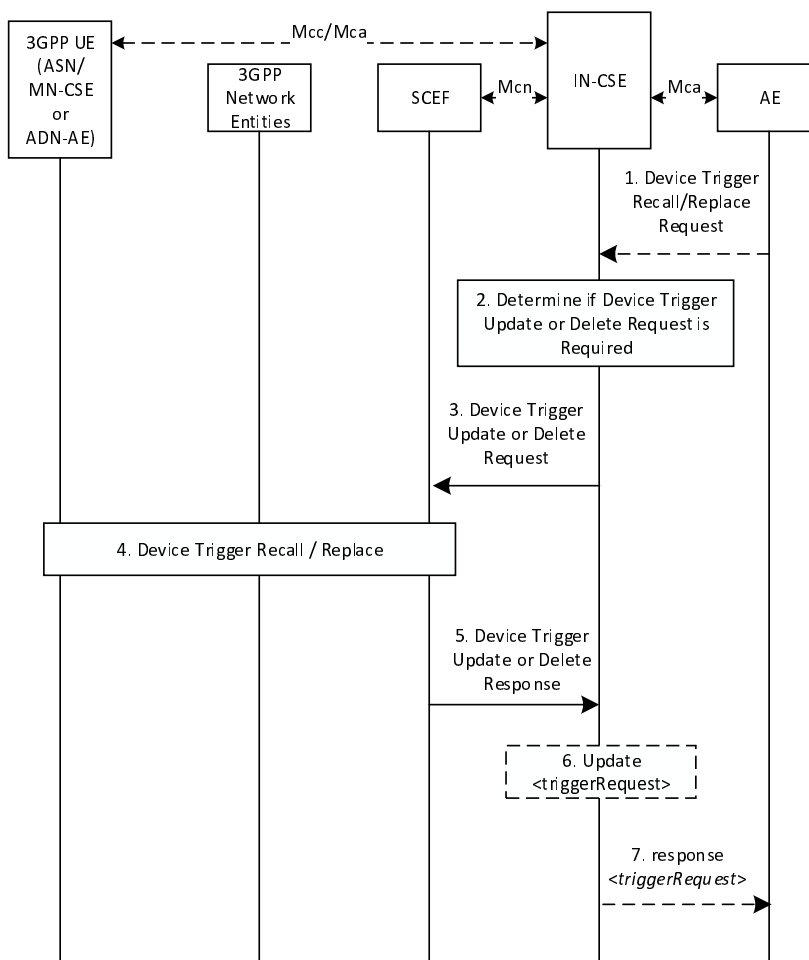 Mcc/Mca
3GPP UE
(ASN/
MN-CSE
or
ADN-AE)
3GPP
Network
Entities
SCEF
Mcn
IN-CSE
Mca
AE
1. Device Trigger
Recall/Replace
Request
2. Determine if Device Trigger
Update or Delete Request is
Required
3. Device Trigger
Update or Delete
Request
4. Device Trigger Recall / Replace
5. Device Trigger
Update or Delete
Response
6. Update
<triggerRequest>
7. response
<triggerRequest>